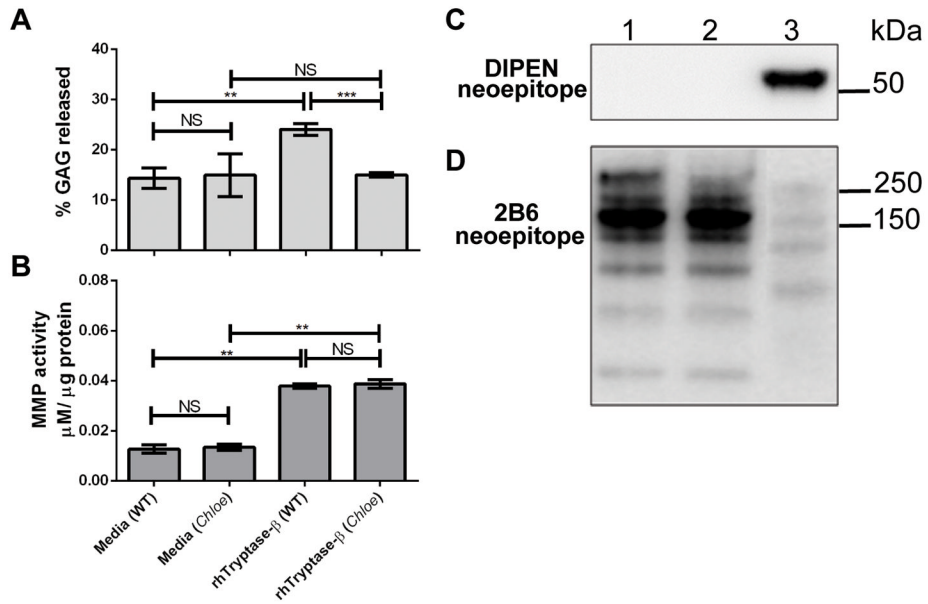 A
40
30
20
10
0
% GAG released
NS
**
***
NS
B
0.08
0.06
0.04
0.02
0.00
MMP activity
μM/ μg protein
**
**
NS
NS
Media (WT)
Media (Chloe)
rhTryptase-β (WT)
rhTryptase-β (Chloe)
C
1 2 3 kDa
DIPEN
neoepitope
50
D
2B6
neoepitope
250
150